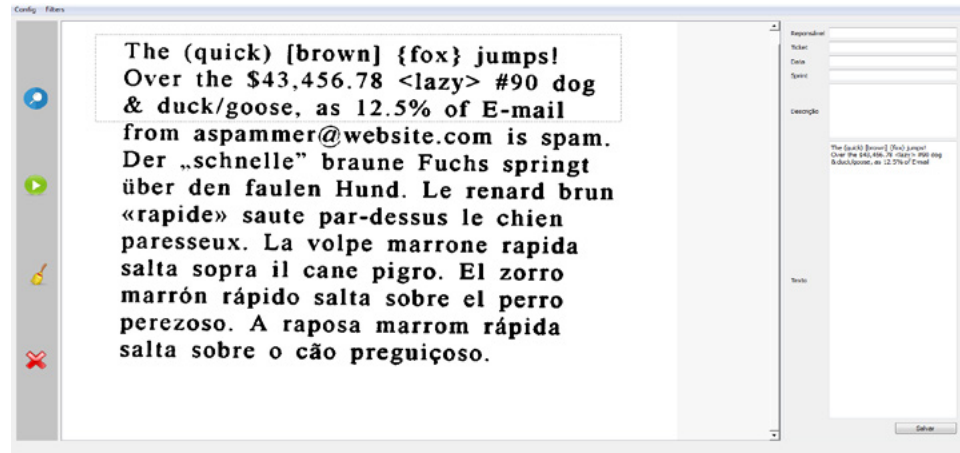 Config Filters
The (quick) [brown] {fox} jumps!
Over the $43,456.78 <lazy> #90 dog
& duck/goose, as 12.5% of E-mail
from aspammer@website.com is spam.
Der „schnelle” braune Fuchs springt
über den faulen Hund. Le renard brun
«rapide» saute par-dessus le chien
paresseux. La volpe marrone rapida
salta sopra il cane pigro. El zorro
marrón rápido salta sobre el perro
perezoso. A raposa marrom rápida
salta sobre o cão preguiçoso.
Reponsável
Ticket
Data
Sprint
Descrição
The (quick) [brown] {fox} jumps!
Over the $43,456.78 <lazy> #90 dog
& duck/goose, as 12.5% of E-mail
Texto
Salvar